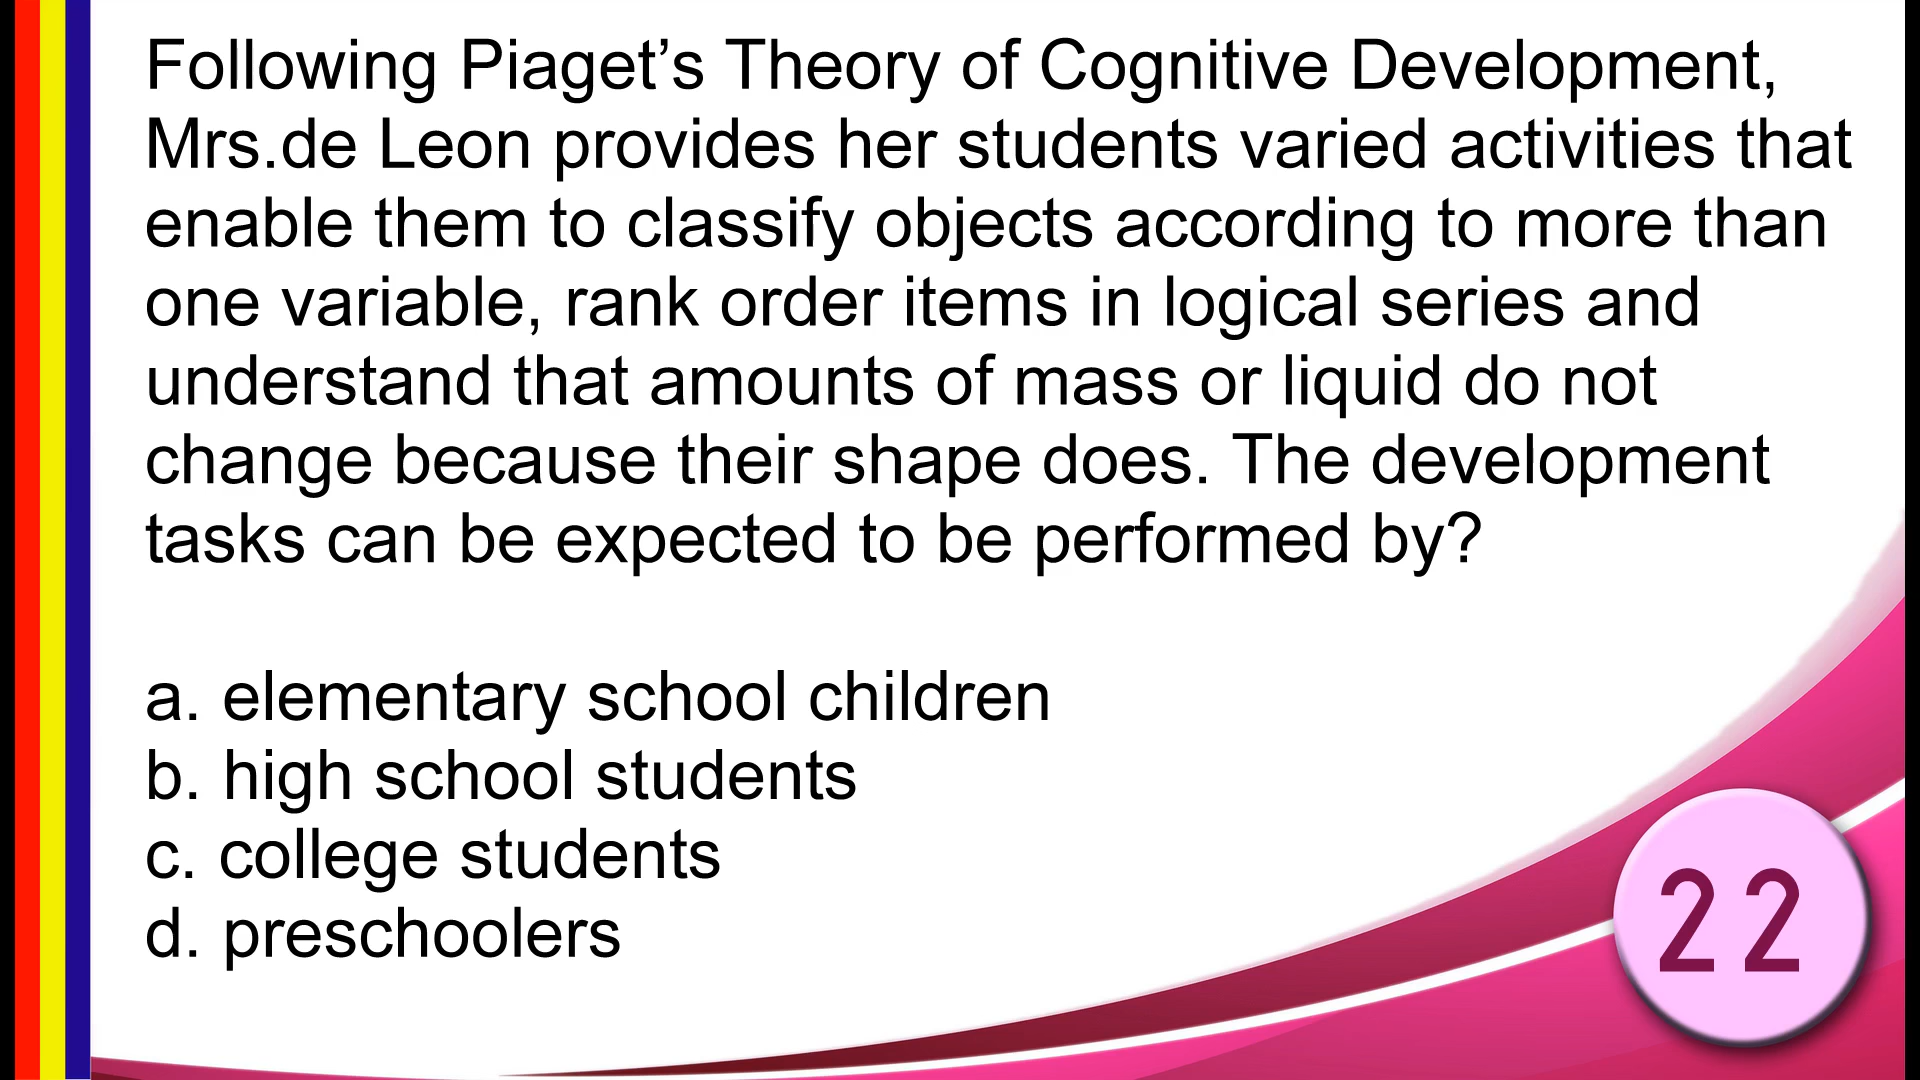 Following Piaget’s Theory of Cognitive Development,
Mrs.de Leon provides her students varied activities that
enable them to classify objects according to more than
one variable, rank order items in logical series and
understand that amounts of mass or liquid do not
change because their shape does. The development
tasks can be expected to be performed by?
a. elementary school children
b. high school students
c. college students
d. preschoolers
22